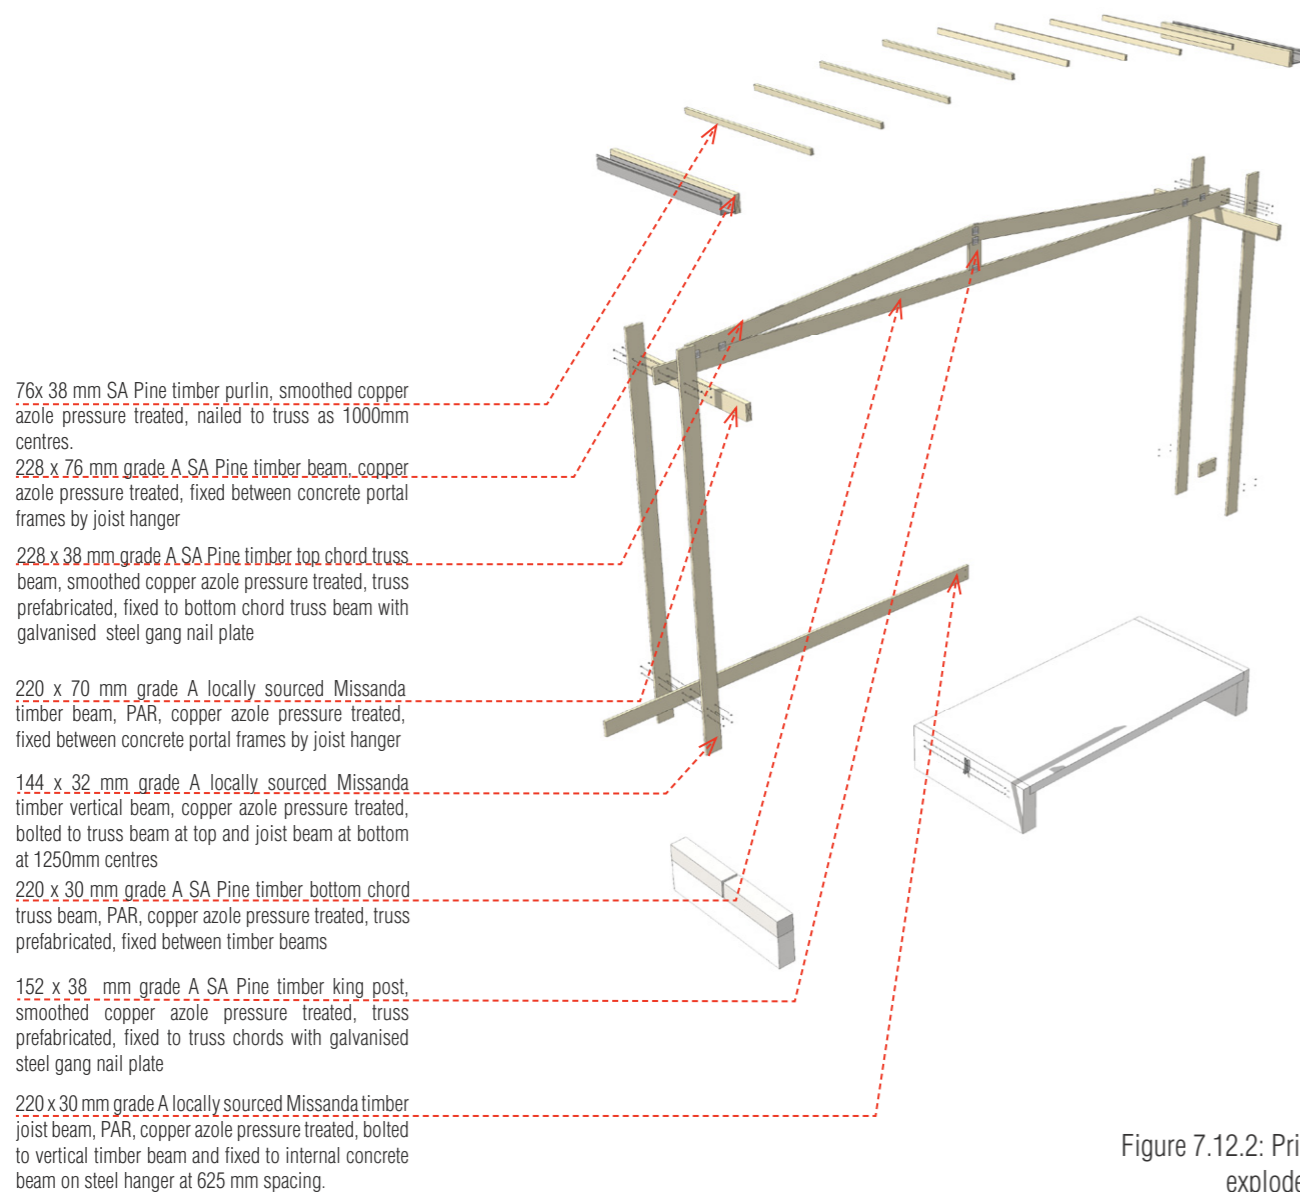 76x 38 mm SA Pine timber purlin, smoothed copper
azole pressure treated, nailed to truss as 1000mm
centres.
228 x 76 mm grade A SA Pine timber beam, copper
azole pressure treated, fixed between concrete portal
frames by joist hanger
228 x 38 mm grade A SA Pine timber top chord truss
beam, smoothed copper azole pressure treated, truss
prefabricated, fixed to bottom chord truss beam with
galvanised steel gang nail plate
220 x 70 mm grade A locally sourced Missanda
timber beam, PAR, copper azole pressure treated,
fixed between concrete portal frames by joist hanger
144 x 32 mm grade A locally sourced Missanda
timber vertical beam, copper azole pressure treated,
bolted to truss beam at top and joist beam at bottom
at 1250mm centres
220 x 30 mm grade A SA Pine timber bottom chord
truss beam, PAR, copper azole pressure treated, truss
prefabricated, fixed between timber beams
152 x 38 mm grade A SA Pine timber king post,
smoothed copper azole pressure treated, truss
prefabricated, fixed to truss chords with galvanised
steel gang nail plate
220 x 30 mm grade A locally sourced Missanda timber
joist beam, PAR, copper azole pressure treated, bolted
to vertical timber beam and fixed to internal concrete
beam on steel hanger at 625 mm spacing.
Figure 7.12.2: Pri
explode